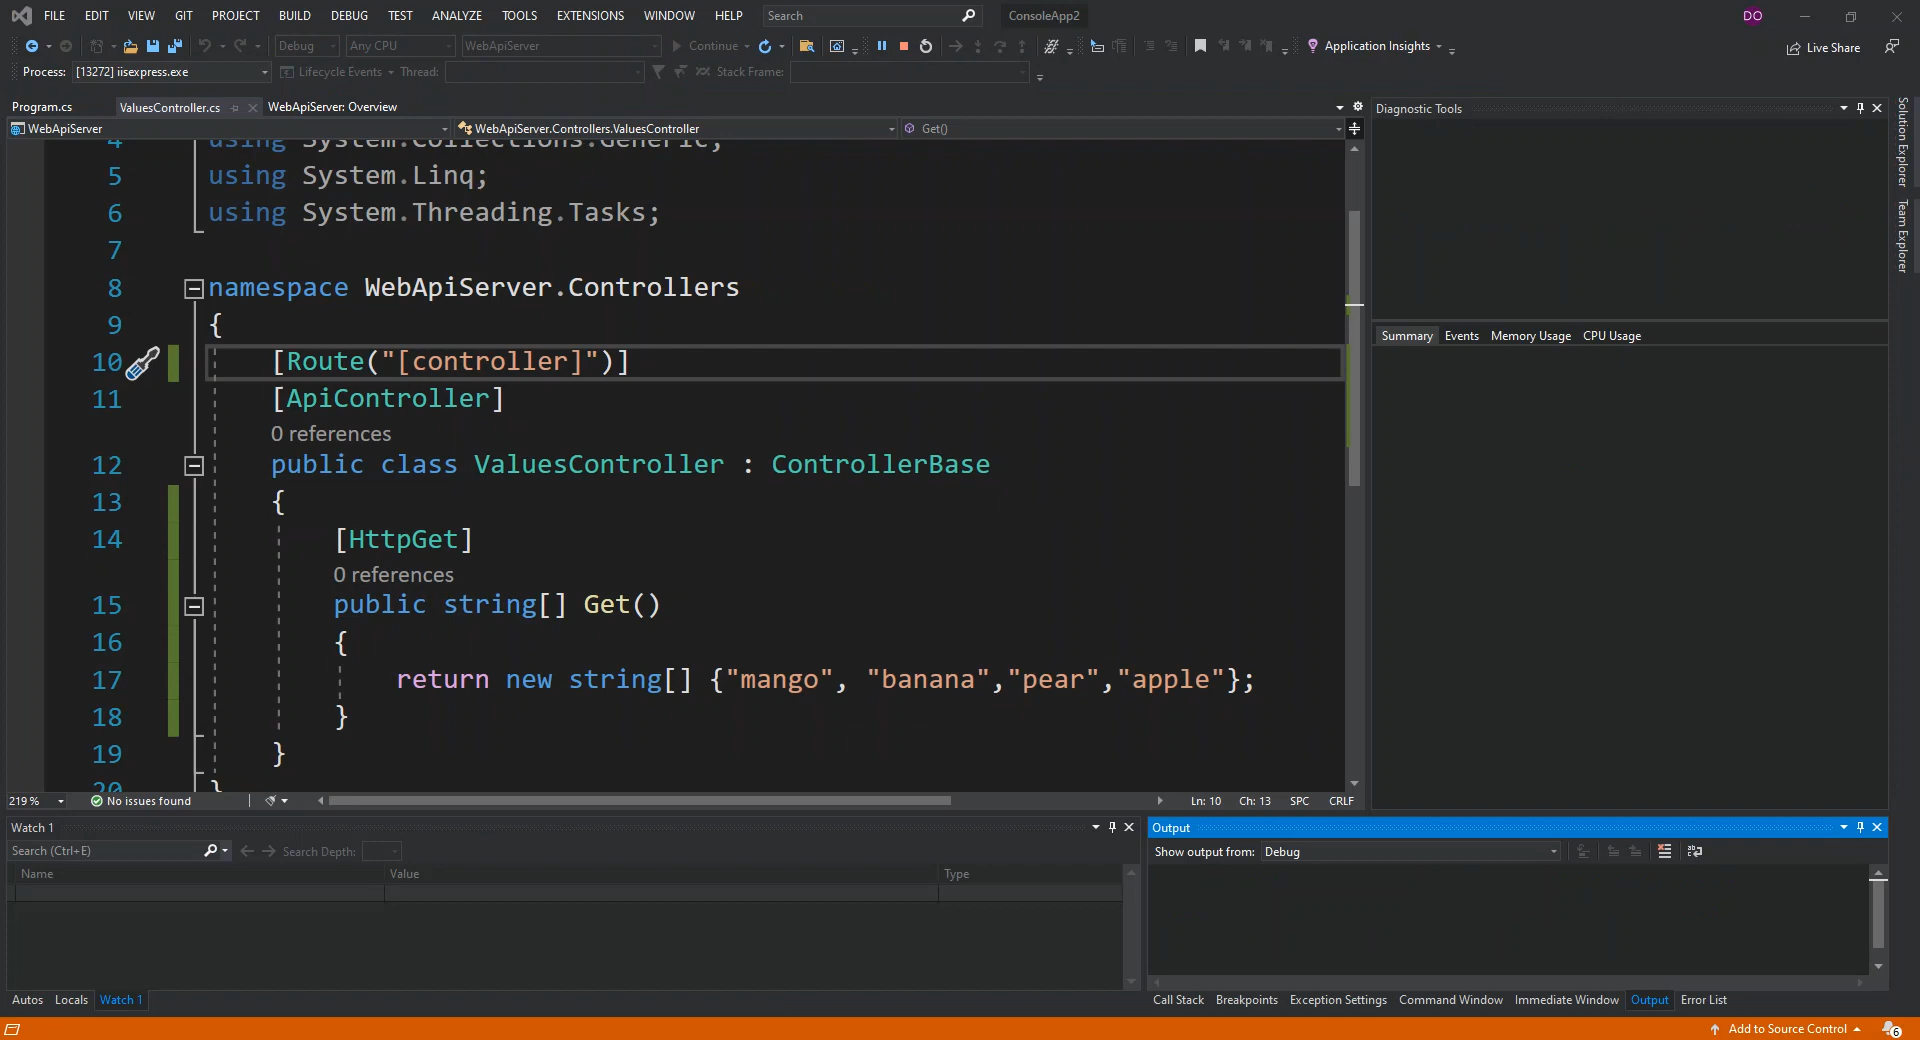 FILE EDIT VIEW GIT PROJECT BUILD DEBUG TEST ANALYZE TOOLS EXTENSIONS WINDOW HELP Search ConsoleApp2 DO
Debug Any CPU WebApiServer Continue Application Insights Live Share
Process: [13272] iisexpress.exe Lifecycle Events Thread: Stack Frame:
Program.cs ValuesController.cs WebApiServer: Overview
WebApiServer WebApiServer.Controllers.ValuesController Get()
4 using System.Collections.Generic;
5 using System.Linq;
6 using System.Threading.Tasks;
7
8 namespace WebApiServer.Controllers
9 {
10 [Route("[controller]")]
11 [ApiController]
0 references
12 public class ValuesController : ControllerBase
13 {
14 [HttpGet]
0 references
15 public string[] Get()
16 {
17 return new string[] {"mango", "banana","pear","apple"};
18 }
19 }
20 }
219 % No issues found Ln: 10 Ch: 13 SPC CRLF
Diagnostic Tools
Summary Events Memory Usage CPU Usage
Solution Explorer
Team Explorer
Watch 1
Search (Ctrl+E) Search Depth:
Name Value Type
Autos Locals Watch 1
Output
Show output from: Debug
Call Stack Breakpoints Exception Settings Command Window Immediate Window Output Error List
Add to Source Control 6